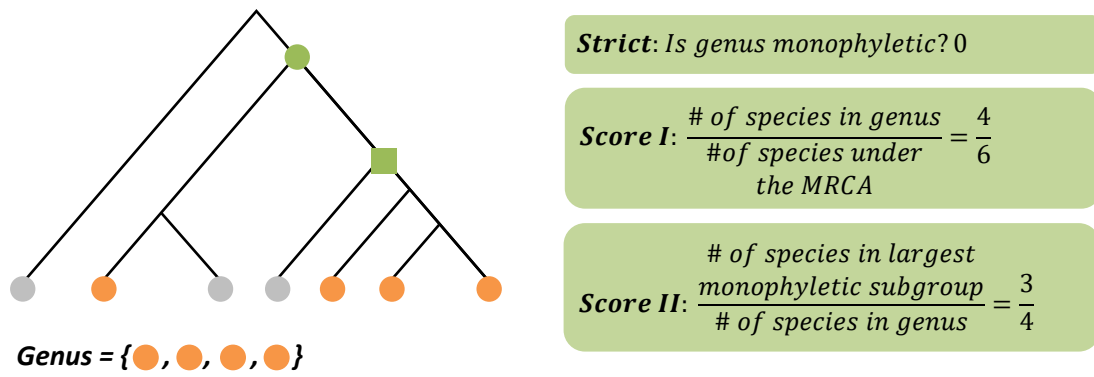 Strict: Is genus monophyletic? 0
Score I: # of species in genus / #of species under the MRCA = 4/6
Score II: # of species in largest monophyletic subgroup / # of species in genus = 3/4
Genus = { , , , }